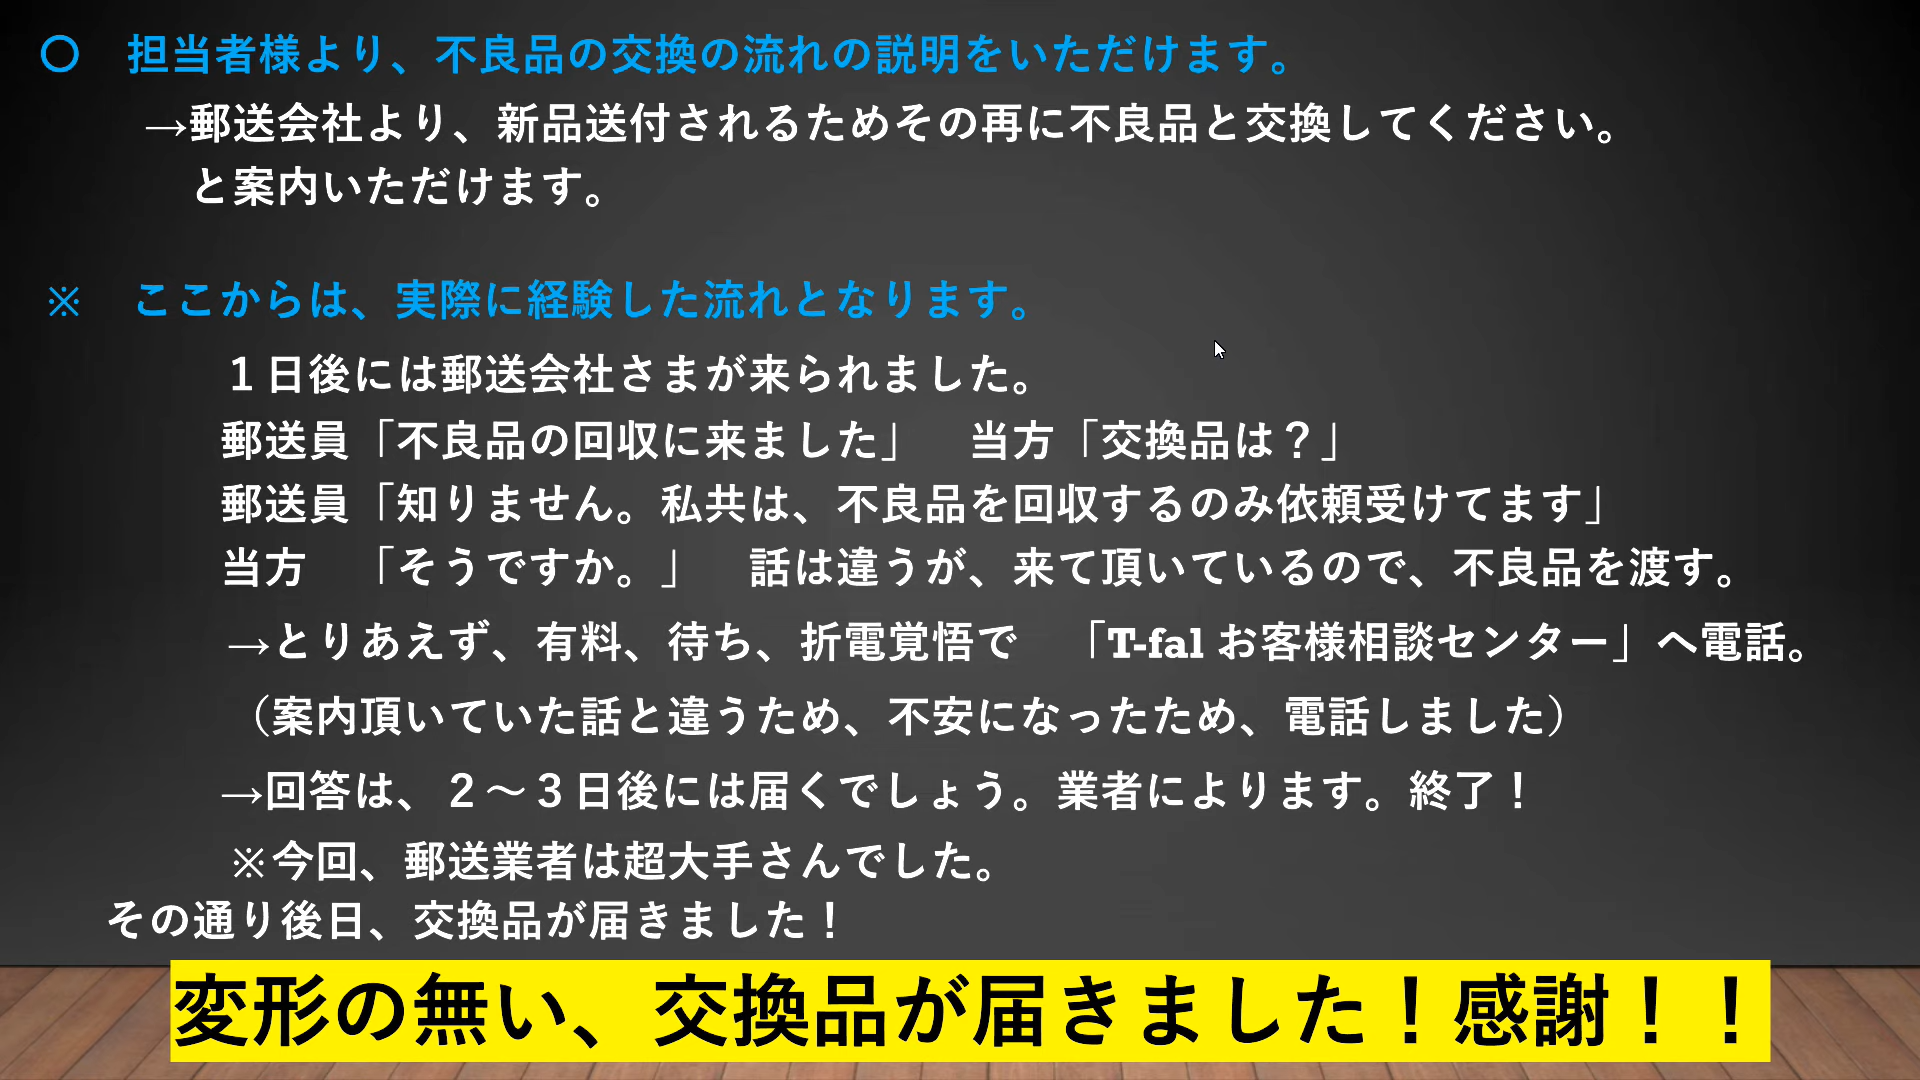 〇　担当者様より、不良品の交換の流れの説明をいただけます。
→郵送会社より、新品送付されるためその再に不良品と交換してください。
と案内いただけます。
※　ここからは、実際に経験した流れとなります。
１日後には郵送会社さまが来られました。
郵送員「不良品の回収に来ました」　当方「交換品は？」
郵送員「知りません。私共は、不良品を回収するのみ依頼受けてます」
当方　「そうですか。」　話は違うが、来て頂いているので、不良品を渡す。
→とりあえず、有料、待ち、折電覚悟で　「T-fal お客様相談センター」へ電話。
（案内頂いていた話と違うため、不安になったため、電話しました）
→回答は、２～３日後には届くでしょう。業者によります。終了！
※今回、郵送業者は超大手さんでした。
その通り後日、交換品が届きました！
変形の無い、交換品が届きました！感謝！！